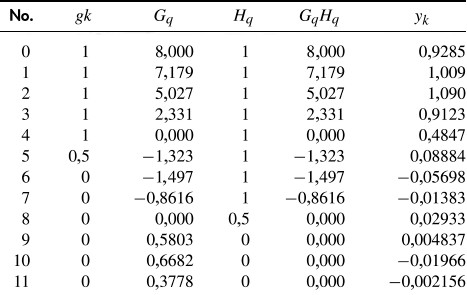 No. gk G_q H_q G_qH_q y_k
0 1 8,000 1 8,000 0,9285
1 1 7,179 1 7,179 1,009
2 1 5,027 1 5,027 1,090
3 1 2,331 1 2,331 0,9123
4 1 0,000 1 0,000 0,4847
5 0,5 −1,323 1 −1,323 0,08884
6 0 −1,497 1 −1,497 −0,05698
7 0 −0,8616 1 −0,8616 −0,01383
8 0 0,000 0,5 0,000 0,02933
9 0 0,5803 0 0,000 0,004837
10 0 0,6682 0 0,000 −0,01966
11 0 0,3778 0 0,000 −0,002156